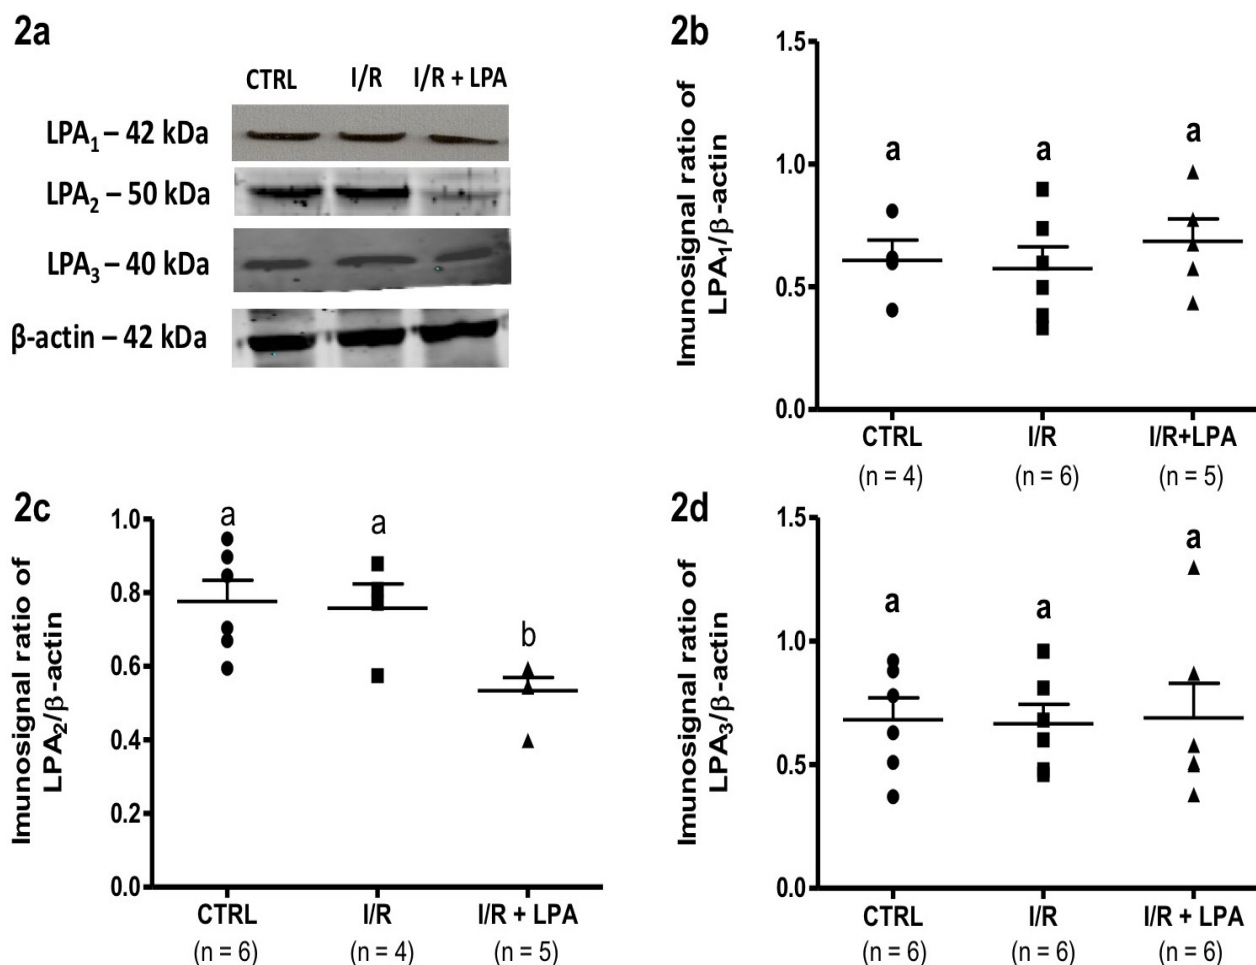 2a
CTRL I/R I/R + LPA
LPA₁ – 42 kDa
LPA₂ – 50 kDa
LPA₃ – 40 kDa
β-actin – 42 kDa
2b
Imunosignal ratio of
LPA₁/β-actin
1.5
1.0
0.5
0.0
a a a
CTRL I/R I/R+LPA
(n = 4) (n = 6) (n = 5)
2c
Imunosignal ratio of
LPA₂/β-actin
1.0
0.8
0.6
0.4
0.2
0.0
a a b
CTRL I/R I/R + LPA
(n = 6) (n = 4) (n = 5)
2d
Imunosignal ratio of
LPA₃/β-actin
1.5
1.0
0.5
0.0
a a a
CTRL I/R I/R + LPA
(n = 6) (n = 6) (n = 6)